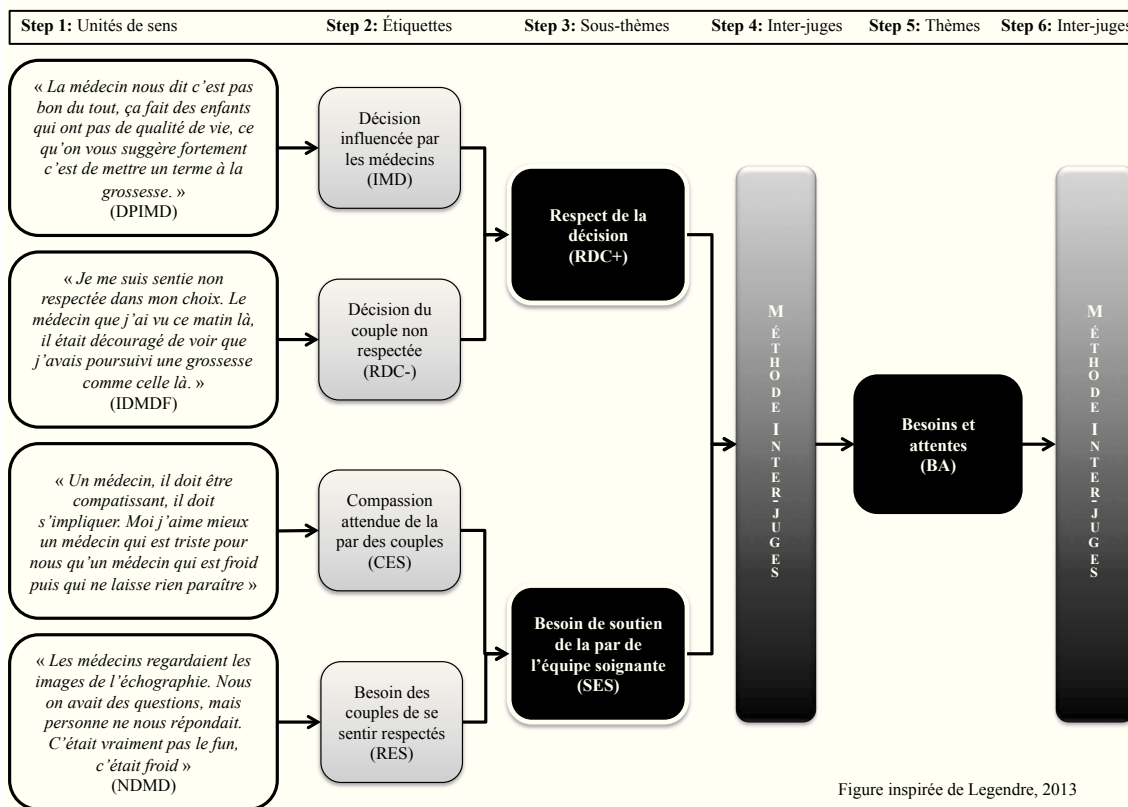 Step 1: Unités de sens
Step 2: Étiquettes
Step 3: Sous-thèmes
Step 4: Inter-juges
Step 5: Thèmes
Step 6: Inter-juges
« La médecin nous dit c’est pas
bon du tout, ça fait des enfants
qui ont pas de qualité de vie, ce
qu’on vous suggère fortement
c’est de mettre un terme à la
grossesse. »
(DPIMD)
« Je me suis sentie non
respectée dans mon choix. Le
médecin que j’ai vu ce matin là,
il était découragé de voir que
j’avais poursuivi une grossesse
comme celle là. »
(IDMDF)
« Un médecin, il doit être
compatissant, il doit
s’impliquer. Moi j’aime mieux
un médecin qui est triste pour
nous qu’un médecin qui est froid
puis qui ne laisse rien paraître »
« Les médecins regardaient les
images de l’échographie. Nous
on avait des questions, mais
personne ne nous répondait.
C’était vraiment pas le fun,
c’était froid »
(NDMD)
Décision
influencée par
les médecins
(IMD)
Décision du
couple non
respectée
(RDC-)
Compassion
attendue de la
par des couples
(CES)
Besoin des
couples de se
sentir respectés
(RES)
Respect de la
décision
(RDC+)
Besoin de soutien
de la par de
l’équipe soignante
(SES)
MÉTHODE INTER-JUGES
Besoins et
attentes
(BA)
MÉTHODE INTER-JUGES
Figure inspirée de Legendre, 2013